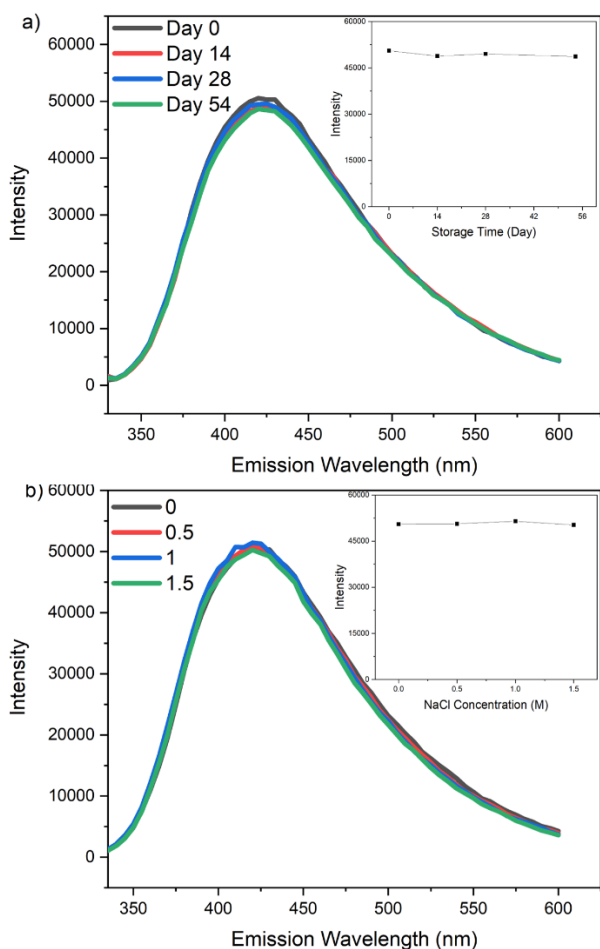 a)
60000
50000
40000
30000
20000
10000
0
Intensity
Day 0
Day 14
Day 28
Day 54
60000
45000
30000
15000
0
Intensity
0 14 28 42 56
Storage Time (Day)
350 400 450 500 550 600
Emission Wavelength (nm)
b)
60000
50000
40000
30000
20000
10000
0
Intensity
0
0.5
1
1.5
60000
45000
30000
15000
0
Intensity
0.0 0.5 1.0 1.5
NaCl Concentration (M)
350 400 450 500 550 600
Emission Wavelength (nm)